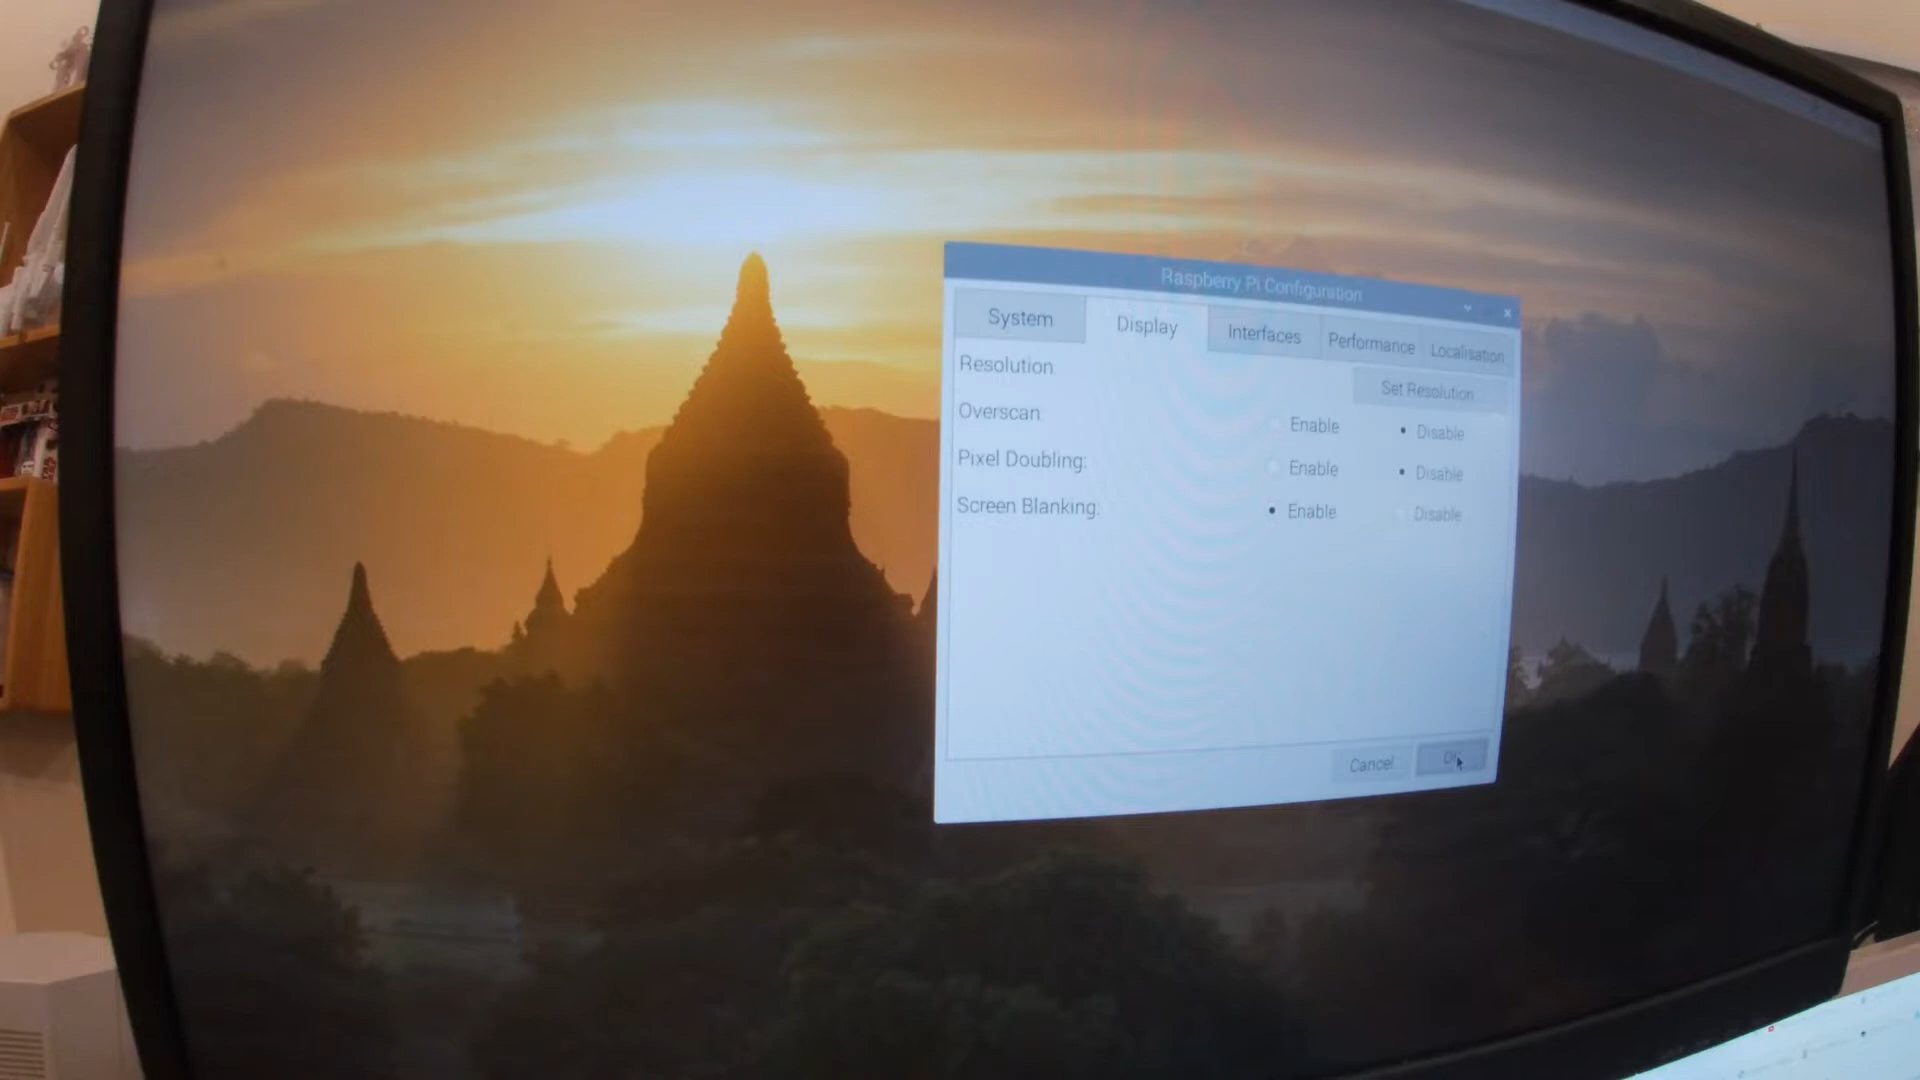 Raspberry Pi Configuration
System Display Interfaces Performance Localisation
Resolution Set Resolution
Overscan: Enable Disable
Pixel Doubling: Enable Disable
Screen Blanking: Enable Disable
Cancel OK